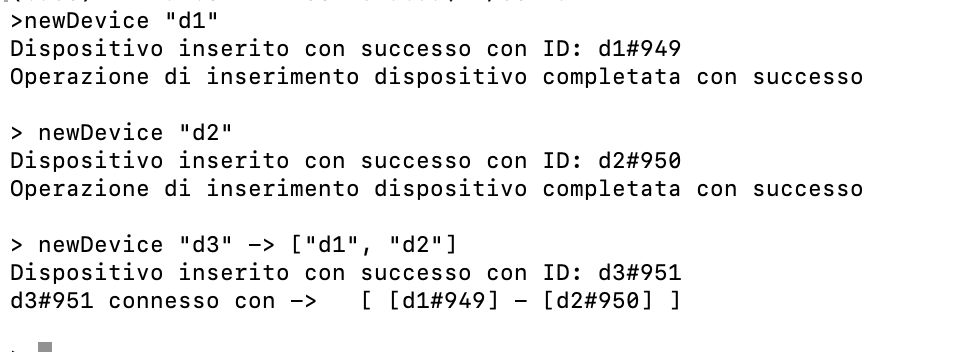 >newDevice "d1"
Dispositivo inserito con successo con ID: d1#949
Operazione di inserimento dispositivo completata con successo
> newDevice "d2"
Dispositivo inserito con successo con ID: d2#950
Operazione di inserimento dispositivo completata con successo
> newDevice "d3" -> ["d1", "d2"]
Dispositivo inserito con successo con ID: d3#951
d3#951 connesso con ->   [ [d1#949] - [d2#950] ]
>